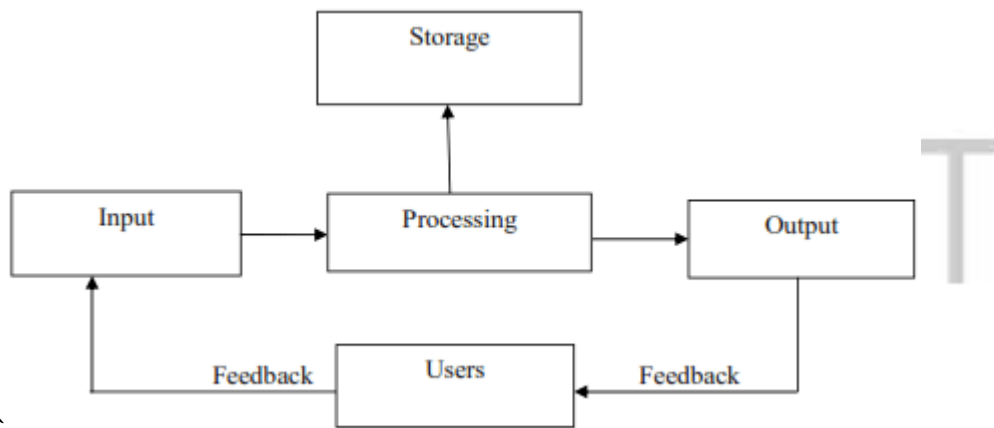 Storage
Input
Processing
Output
Feedback
Users
Feedback
T